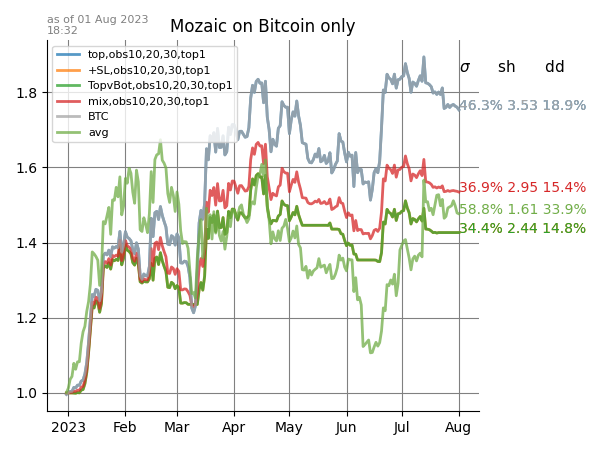 as of 01 Aug 2023
18:32
Mozaic on Bitcoin only
top,obs10,20,30,top1
+SL,obs10,20,30,top1
TopvBot,obs10,20,30,top1
mix,obs10,20,30,top1
BTC
avg
σ sh dd
46.3% 3.53 18.9%
36.9% 2.95 15.4%
58.8% 1.61 33.9%
34.4% 2.44 14.8%
1.8
1.6
1.4
1.2
1.0
2023 Feb Mar Apr May Jun Jul Aug